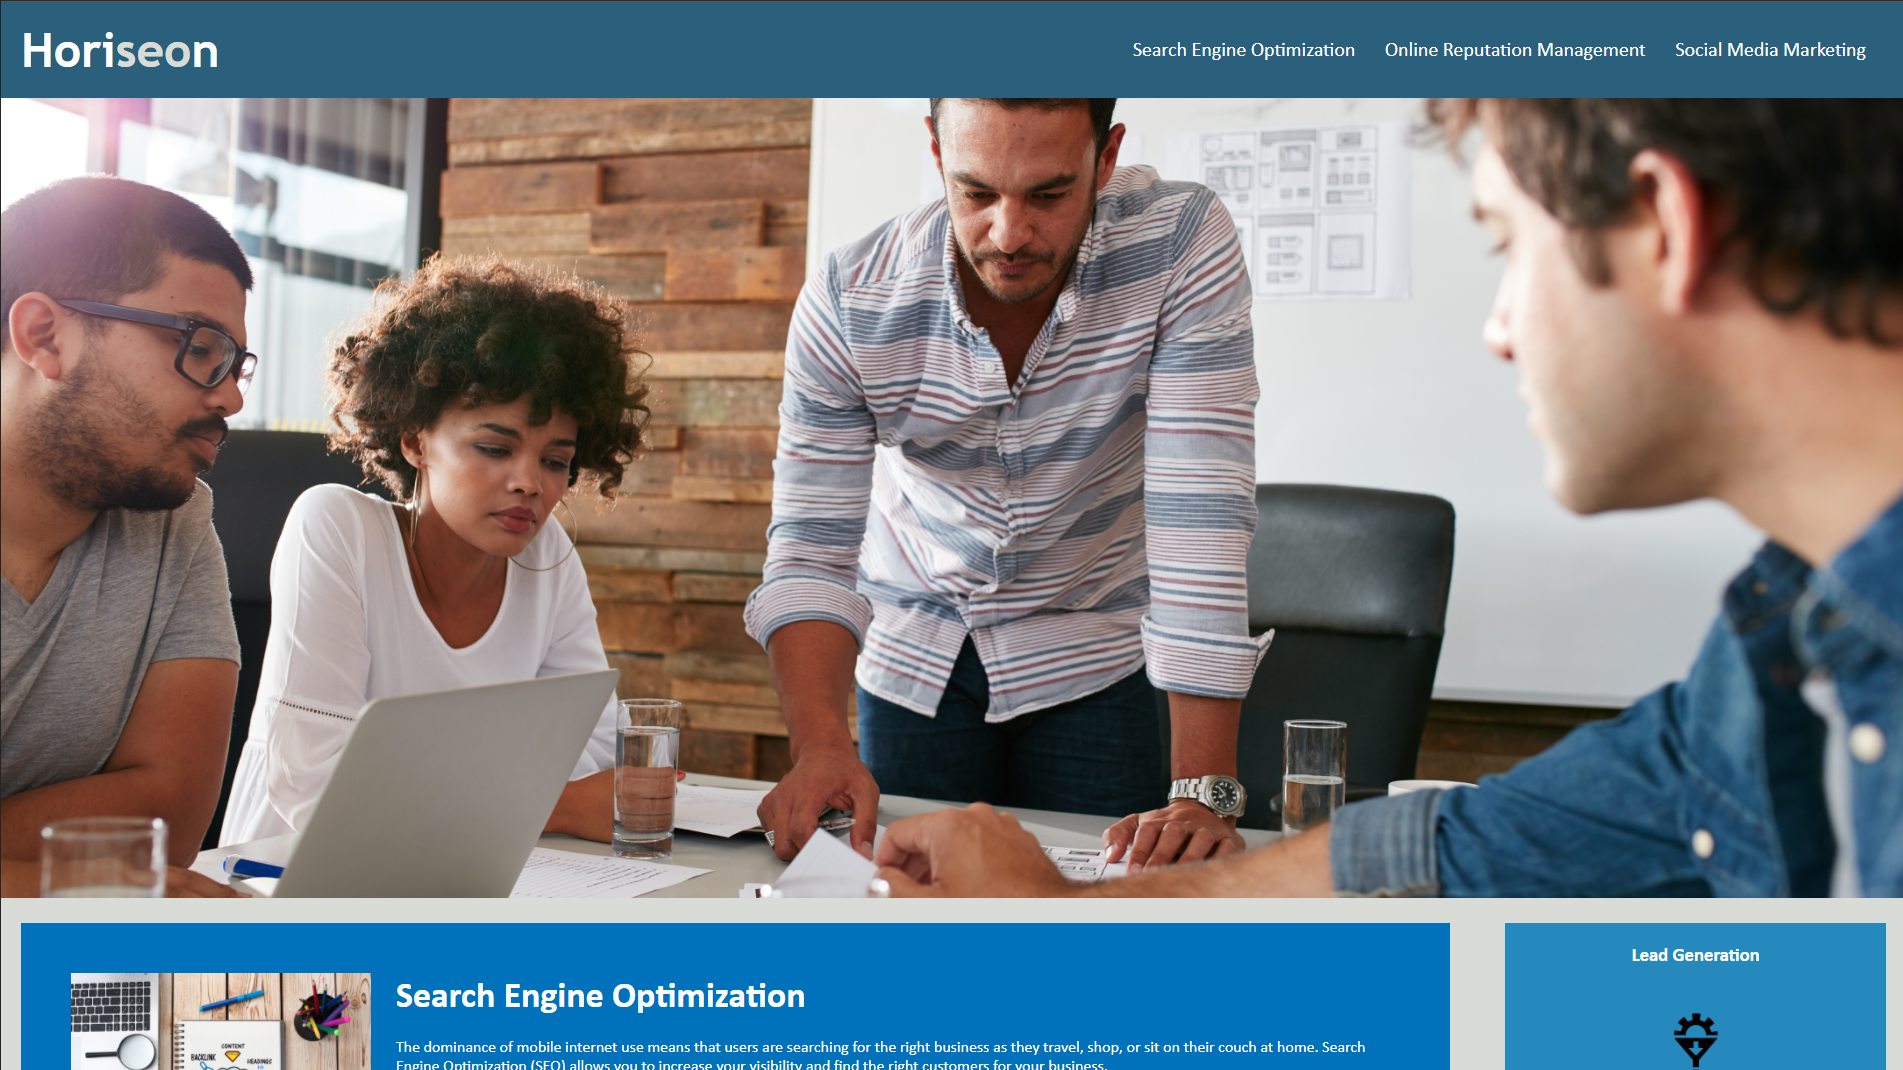 Horiseon
Search Engine Optimization
Online Reputation Management
Social Media Marketing
Search Engine Optimization
The dominance of mobile internet use means that users are searching for the right business as they travel, shop, or sit on their couch at home. Search
Engine Optimization (SEO) allows you to increase your visibility and find the right customers for your business.
CONTENT
BACKLINK
HEADINGS
Lead Generation